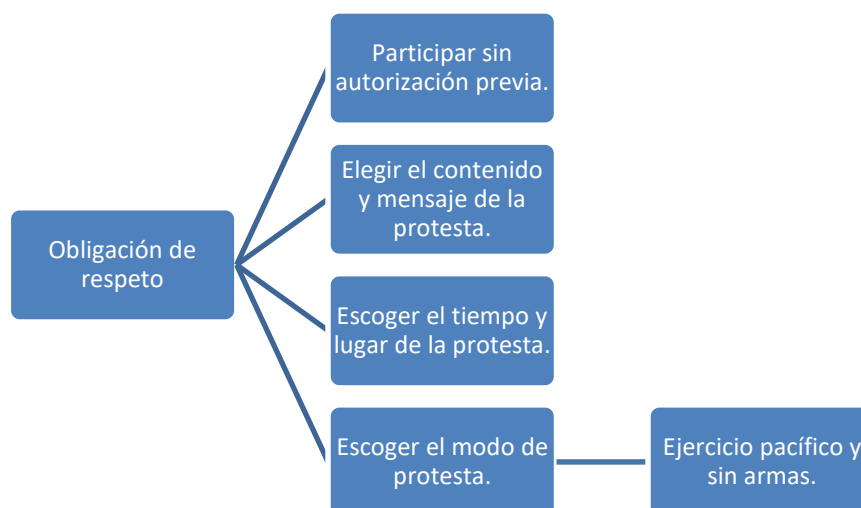 Participar sin
autorización previa.
Elegir el contenido
y mensaje de la
protesta.
Obligación de
respeto
Escoger el tiempo y
lugar de la protesta.
Escoger el modo de
protesta.
Ejercicio pacífico y
sin armas.